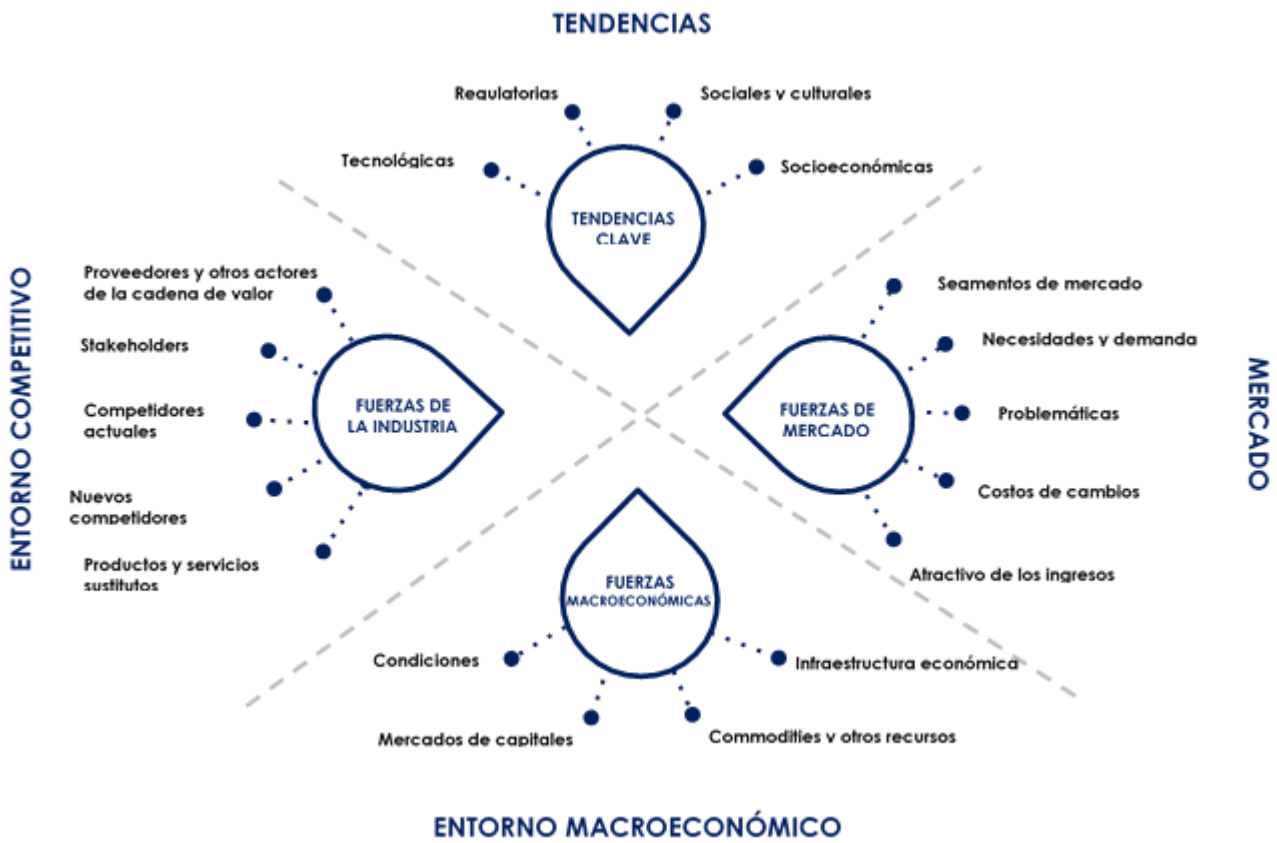 TENDENCIAS
Regulatorias
Sociales y culturales
Tecnológicas
Socioeconómicas
TENDENCIAS
CLAVE
ENTORNO COMPETITIVO
Proveedores y otros actores
de la cadena de valor
Stakeholders
Competidores
actuales
Nuevos
competidores
Productos y servicios
sustitutos
FUERZAS DE
LA INDUSTRIA
FUERZAS DE
MERCADO
Segmentos de mercado
Necesidades y demanda
Problemáticas
Costos de cambios
Atractivo de los ingresos
MERCADO
FUERZAS
MACROECONÓMICAS
Condiciones
Infraestructura económica
Mercados de capitales
Commodities y otros recursos
ENTORNO MACROECONÓMICO